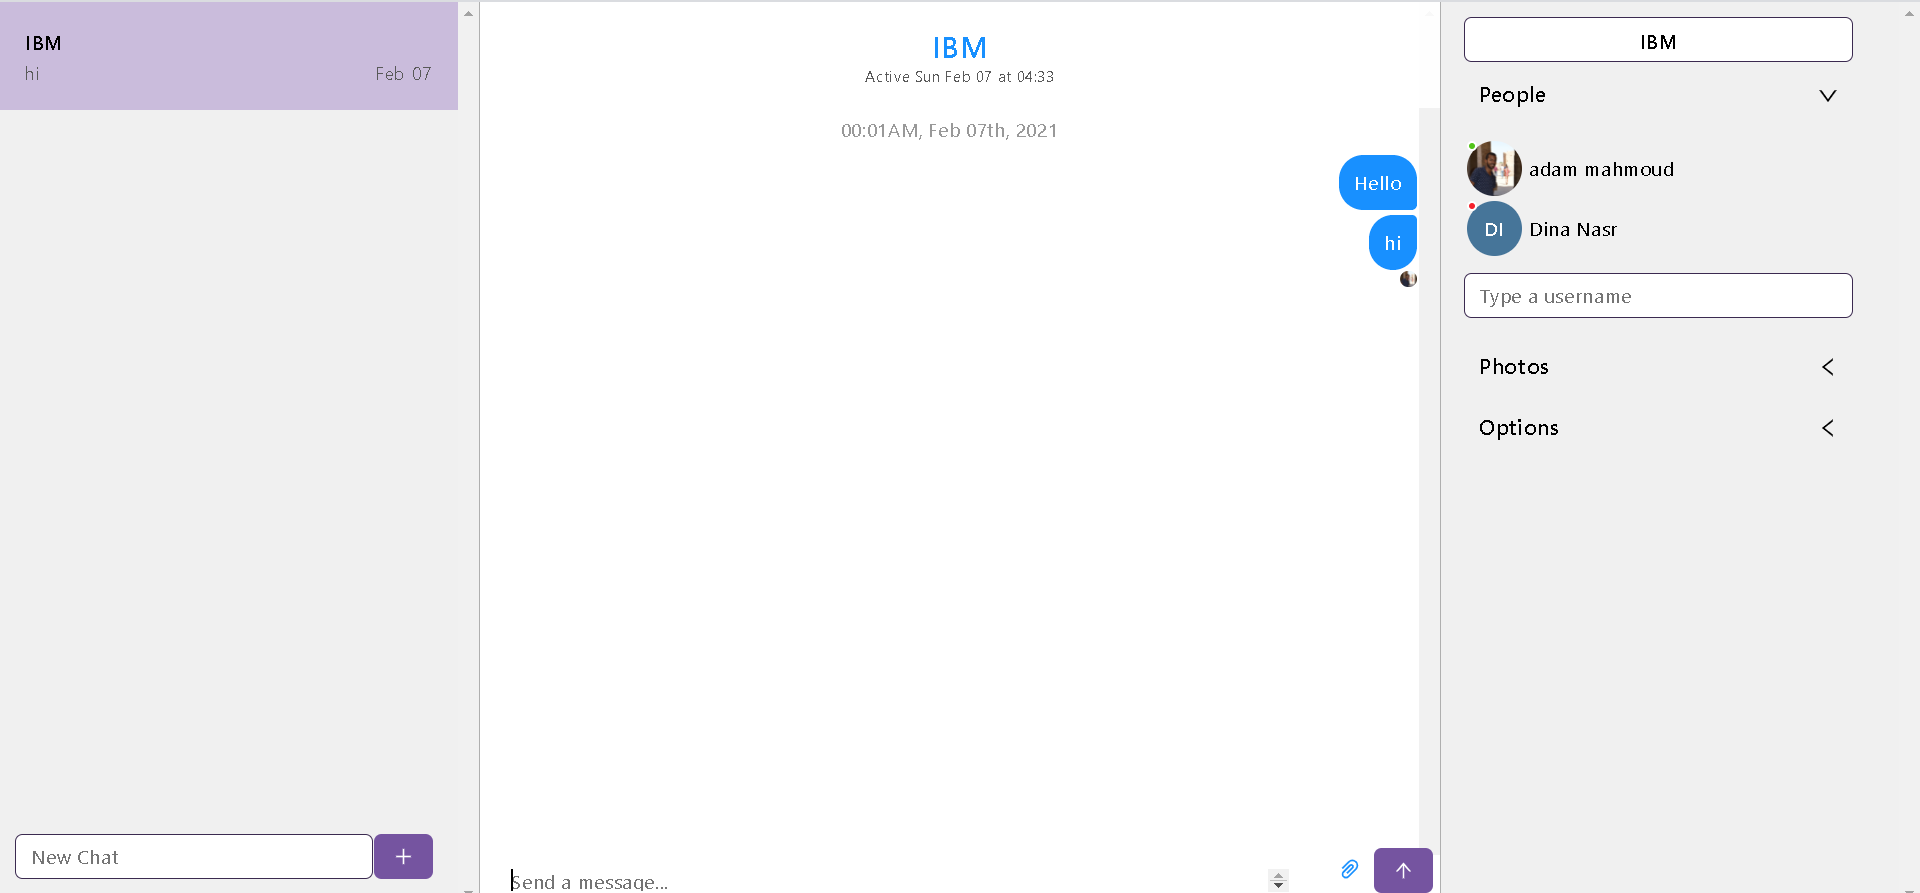 IBM
hi
Feb 07
New Chat
+
IBM
Active Sun Feb 07 at 04:33
00:01AM, Feb 07th, 2021
Hello
hi
Send a message...
IBM
People
adam mahmoud
DI
Dina Nasr
Type a username
Photos
Options